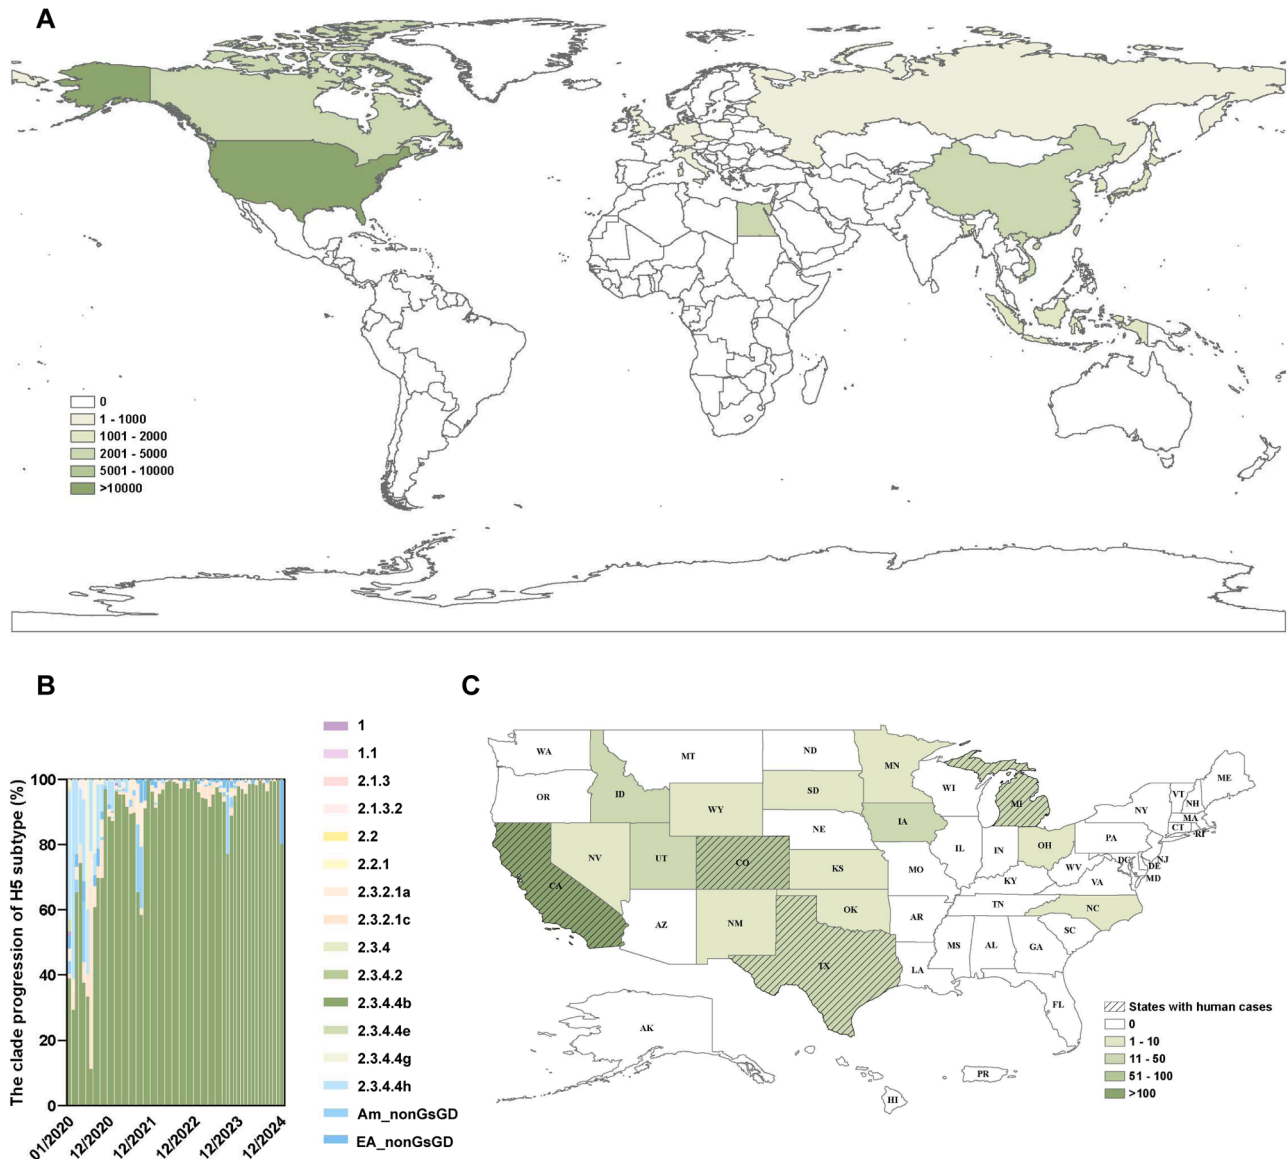 A
0
1 - 1000
1001 - 2000
2001 - 5000
5001 - 10000
>10000
B
The clade progression of H5 subtype (%)
100
80
60
40
20
0
01/2020
12/2020
12/2021
12/2022
12/2023
12/2024
1
1.1
2.1.3
2.1.3.2
2.2
2.2.1
2.3.2.1a
2.3.2.1c
2.3.4
2.3.4.2
2.3.4.4b
2.3.4.4e
2.3.4.4g
2.3.4.4h
Am_nonGsGD
EA_nonGsGD
C
WA
MT
ND
MN
ME
OR
ID
WY
SD
WI
MI
VT
NH
NY
MA
CT
RI
NE
IA
PA
NV
UT
CO
IL
IN
OH
NJ
DC
DE
MD
CA
KS
MO
KY
WV
VA
AZ
NM
OK
AR
TN
NC
SC
TX
LA
MS
AL
GA
FL
AK
HI
PR
States with human cases
0
1 - 10
11 - 50
51 - 100
>100